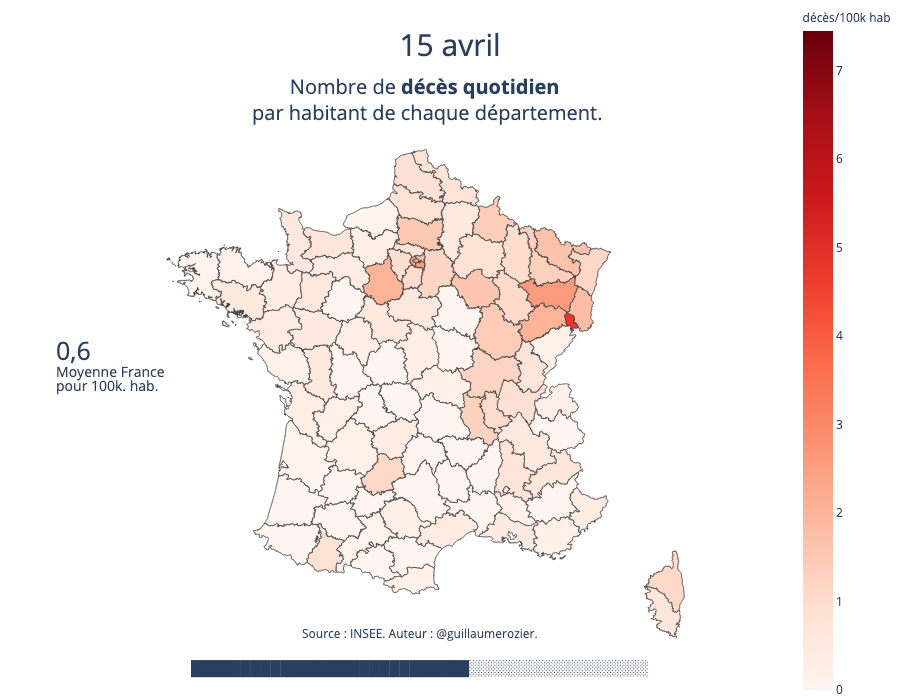 15 avril
Nombre de décès quotidien
par habitant de chaque département.
décès/100k hab
7
6
5
4
3
2
1
0
0,6
Moyenne France
pour 100k. hab.
Source : INSEE. Auteur : @guillaumerozier.